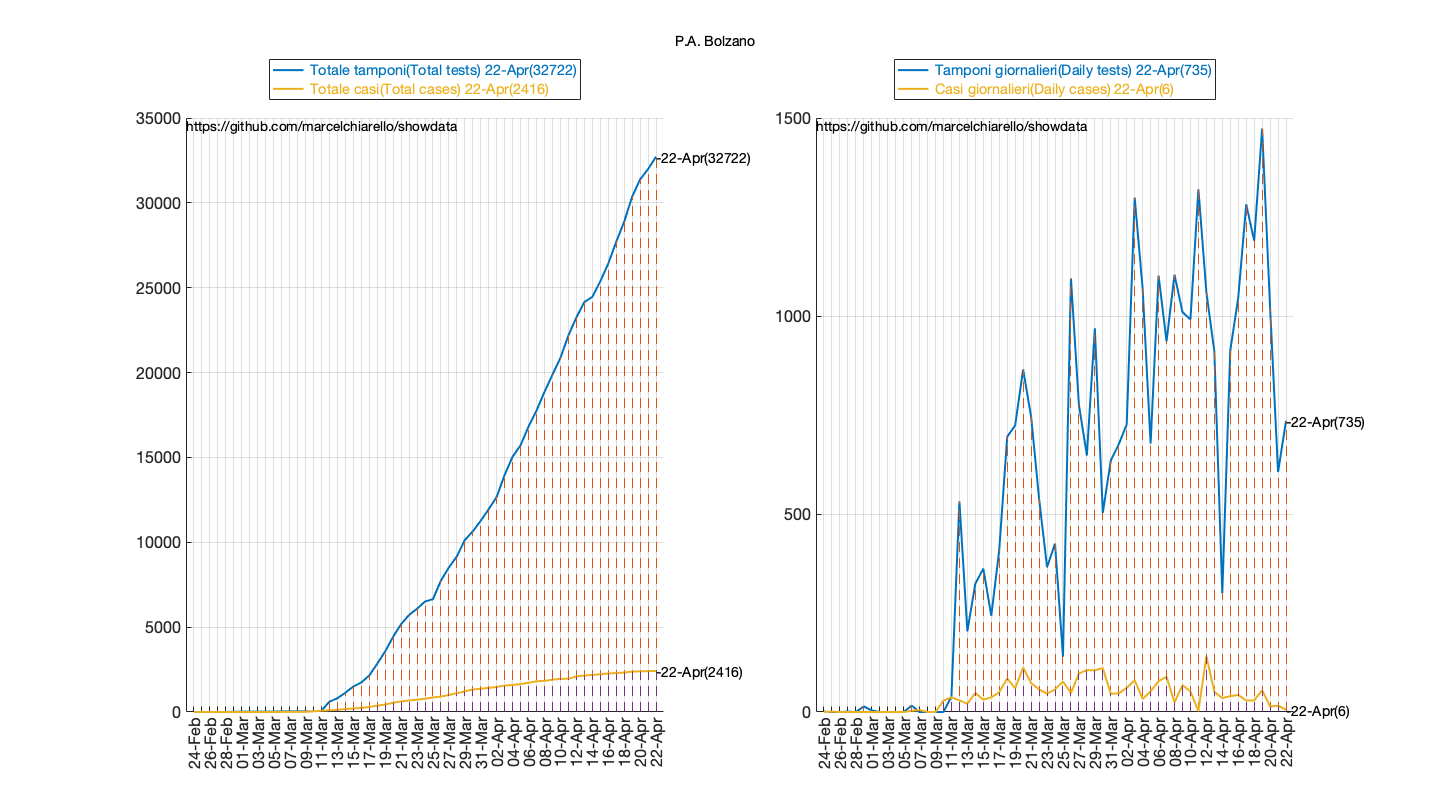 P.A. Bolzano
Totale tamponi(Total tests) 22-Apr(32722)
Totale casi(Total cases) 22-Apr(2416)
https://github.com/marcelchiarello/showdata
35000
30000
25000
20000
15000
10000
5000
0
22-Apr(32722)
22-Apr(2416)
24-Feb
26-Feb
28-Feb
01-Mar
03-Mar
05-Mar
07-Mar
09-Mar
11-Mar
13-Mar
15-Mar
17-Mar
19-Mar
21-Mar
23-Mar
25-Mar
27-Mar
29-Mar
31-Mar
02-Apr
04-Apr
06-Apr
08-Apr
10-Apr
12-Apr
14-Apr
16-Apr
18-Apr
20-Apr
22-Apr
Tamponi giornalieri(Daily tests) 22-Apr(735)
Casi giornalieri(Daily cases) 22-Apr(6)
https://github.com/marcelchiarello/showdata
1500
1000
500
0
22-Apr(735)
22-Apr(6)
24-Feb
26-Feb
28-Feb
01-Mar
03-Mar
05-Mar
07-Mar
09-Mar
11-Mar
13-Mar
15-Mar
17-Mar
19-Mar
21-Mar
23-Mar
25-Mar
27-Mar
29-Mar
31-Mar
02-Apr
04-Apr
06-Apr
08-Apr
10-Apr
12-Apr
14-Apr
16-Apr
18-Apr
20-Apr
22-Apr